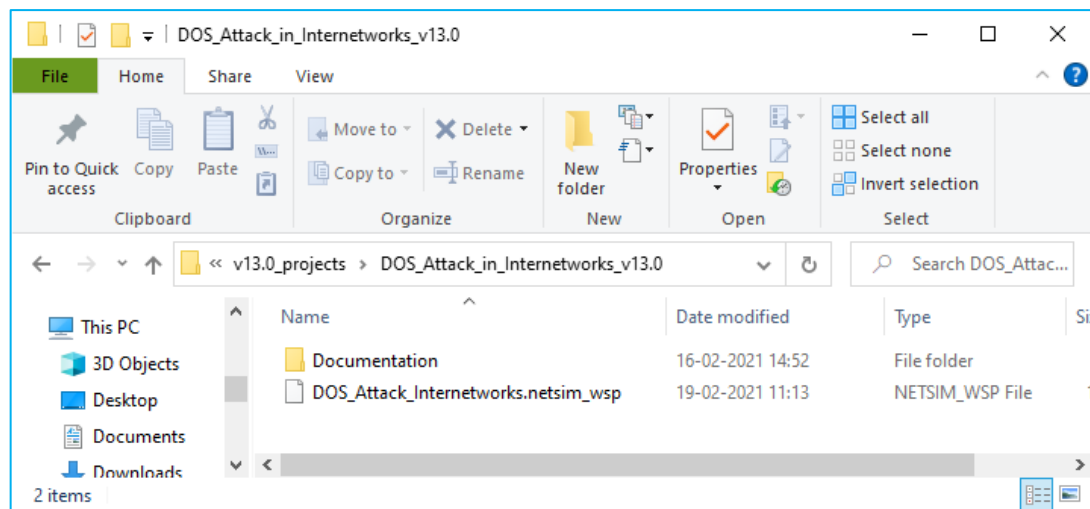 DOS_Attack_in_Internetworks_v13.0
File Home Share View
Pin to Quick access
Copy
Paste
Clipboard
Move to
Copy to
Delete
Rename
Organize
New folder
New
Properties
Open
Select all
Select none
Invert selection
Select
« v13.0_projects > DOS_Attack_in_Internetworks_v13.0
Search DOS_Attac...
This PC
3D Objects
Desktop
Documents
Downloads
Name Date modified Type Si
Documentation 16-02-2021 14:52 File folder
DOS_Attack_Internetworks.netsim_wsp 19-02-2021 11:13 NETSIM_WSP File
2 items